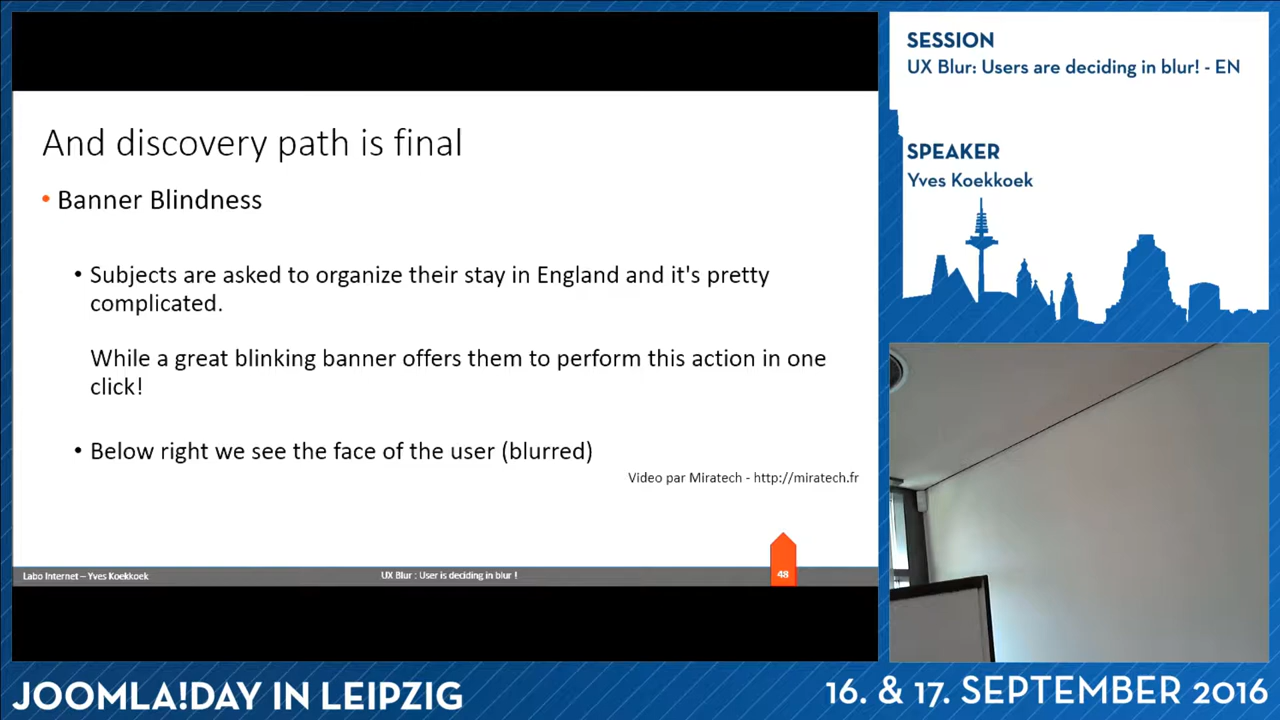 And discovery path is final
• Banner Blindness
• Subjects are asked to organize their stay in England and it's pretty
complicated.
While a great blinking banner offers them to perform this action in one
click!
• Below right we see the face of the user (blurred)
Video par Miratech - http://miratech.fr
Labo Internet – Yves Koekkoek
UX Blur : User is deciding in blur !
48
SESSION
UX Blur: Users are deciding in blur! - EN
SPEAKER
Yves Koekkoek
JOOMLA!DAY IN LEIPZIG
16. & 17. SEPTEMBER 2016